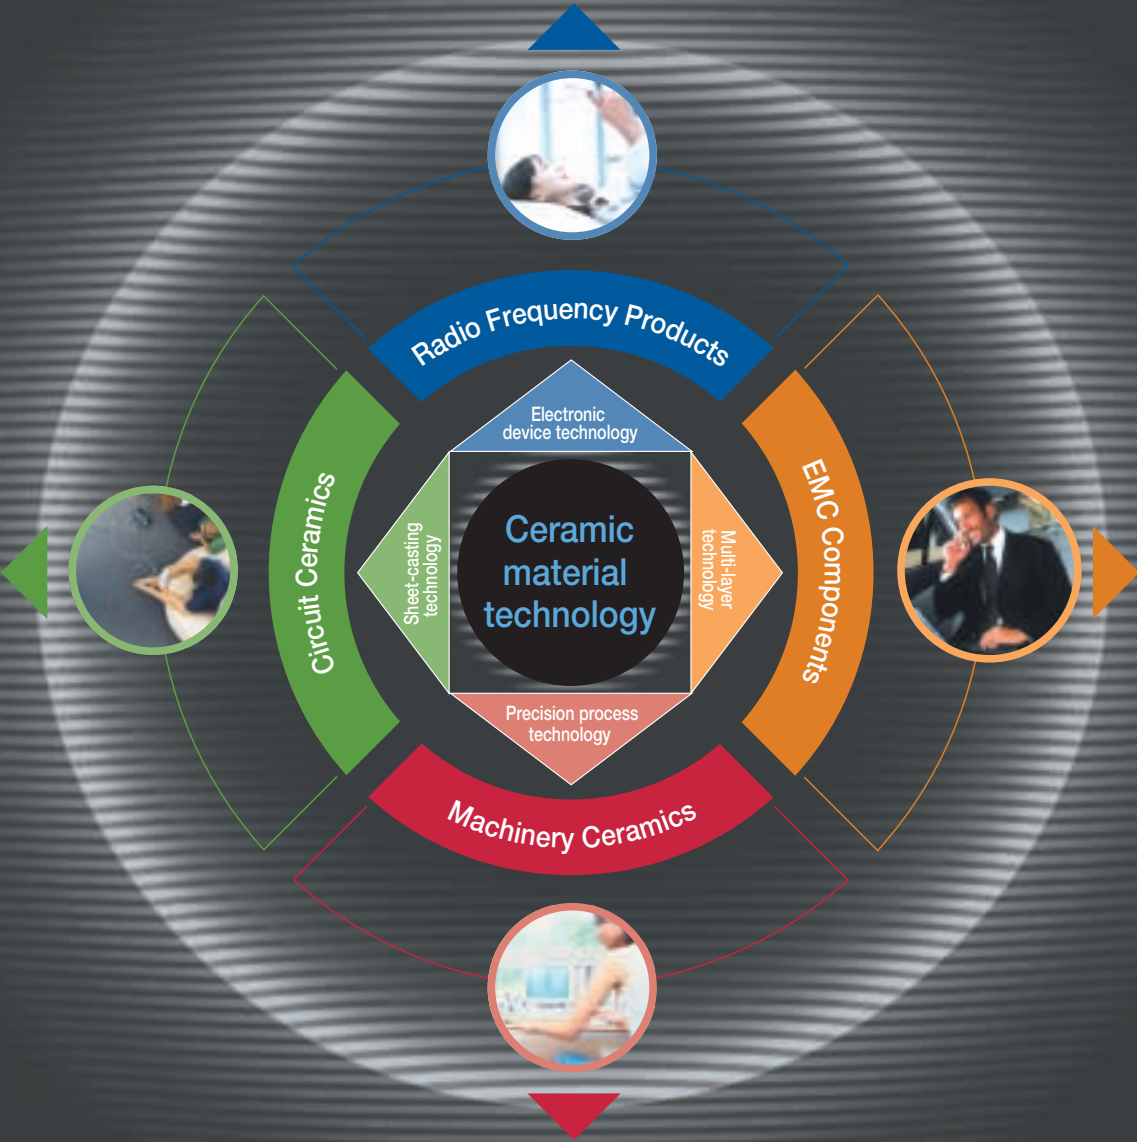 Radio Frequency Products
Electronic
device technology
Circuit Ceramics
Sheet-casting
technology
Ceramic
material
technology
Multi-layer
technology
EMC Components
Precision process
technology
Machinery Ceramics